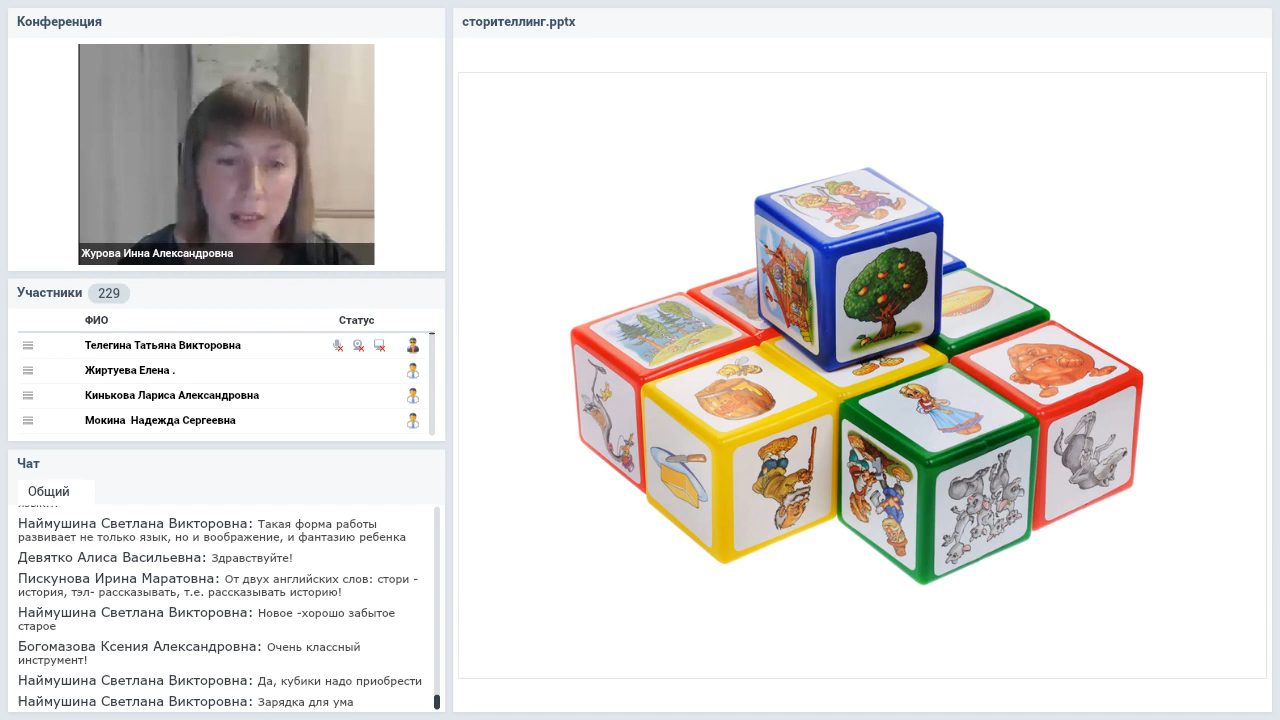 Конференция
Журова Инна Александровна
Участники 229
ФИО Статус
Телегина Татьяна Викторовна
Жиртуева Елена .
Кинькова Лариса Александровна
Мокина  Надежда Сергеевна
Чат
Общий
Наймушина Светлана Викторовна: Такая форма работы
развивает не только язык, но и воображение, и фантазию ребенка
Девятко Алиса Васильевна: Здравствуйте!
Пискунова Ирина Маратовна: От двух английских слов: стори -
история, тэл- рассказывать, т.е. рассказывать историю!
Наймушина Светлана Викторовна: Новое -хорошо забытое
старое
Богомазова Ксения Александровна: Очень классный
инструмент!
Наймушина Светлана Викторовна: Да, кубики надо приобрести
Наймушина Светлана Викторовна: Зарядка для ума
сторителлинг.pptx